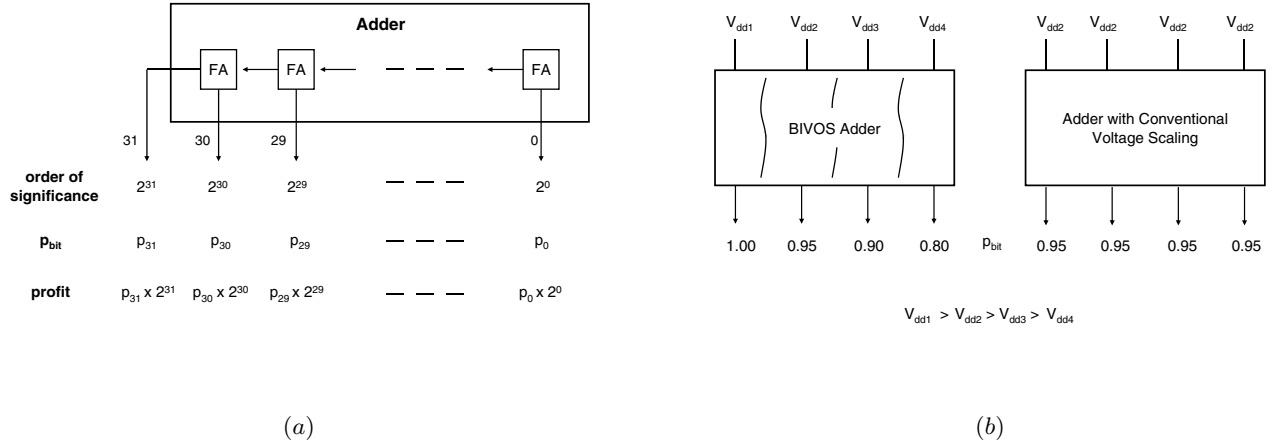 Adder
FA FA FA
31 30 29 0
order of
significance
2^31 2^30 2^29 2^0
p_bit p_31 p_30 p_29 p_0
profit p_31 x 2^31 p_30 x 2^30 p_29 x 2^29 p_0 x 2^0
(a)
V_dd1 V_dd2 V_dd3 V_dd4
BIVOS Adder
1.00 0.95 0.90 0.80
V_dd2 V_dd2 V_dd2 V_dd2
Adder with Conventional
Voltage Scaling
p_bit 0.95 0.95 0.95 0.95
V_dd1 > V_dd2 > V_dd3 > V_dd4
(b)